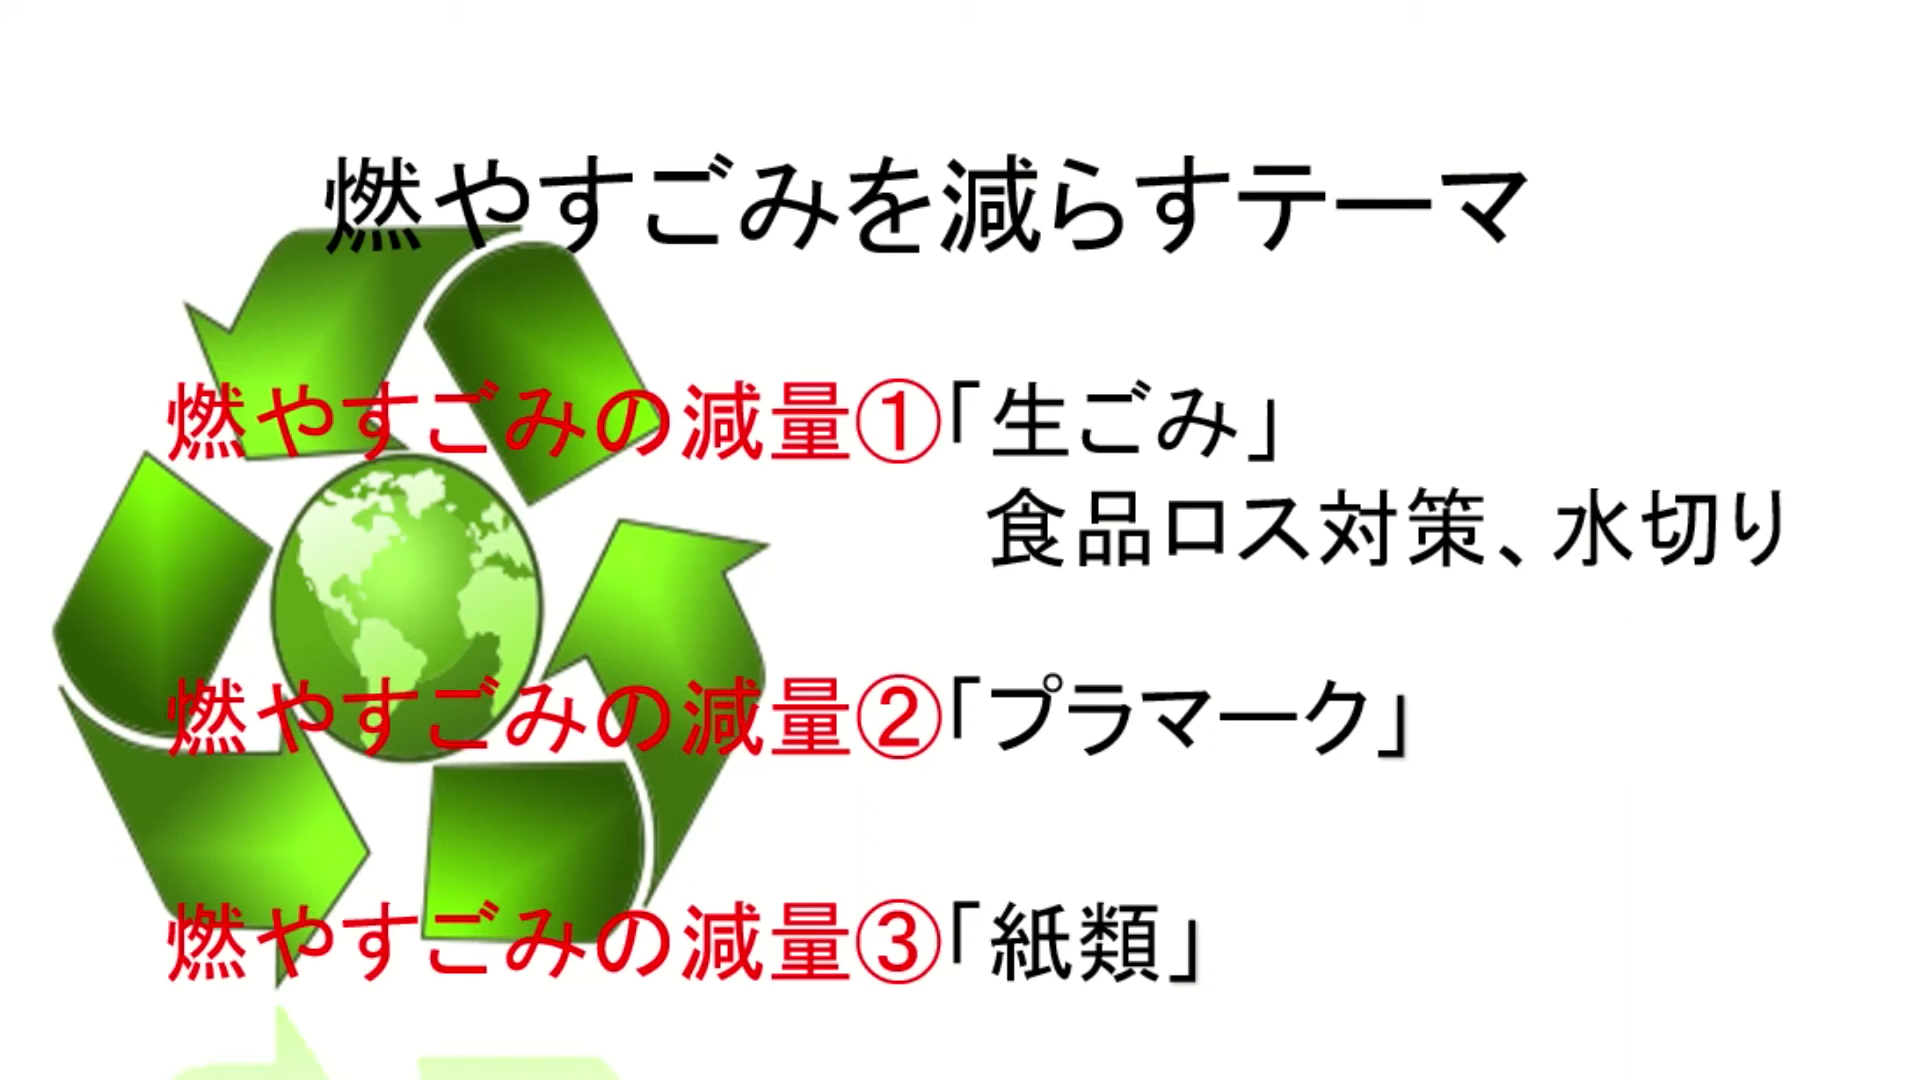 燃やすごみを減らすテーマ
燃やすごみの減量①「生ごみ」
食品ロス対策、水切り
燃やすごみの減量②「プラマーク」
燃やすごみの減量③「紙類」